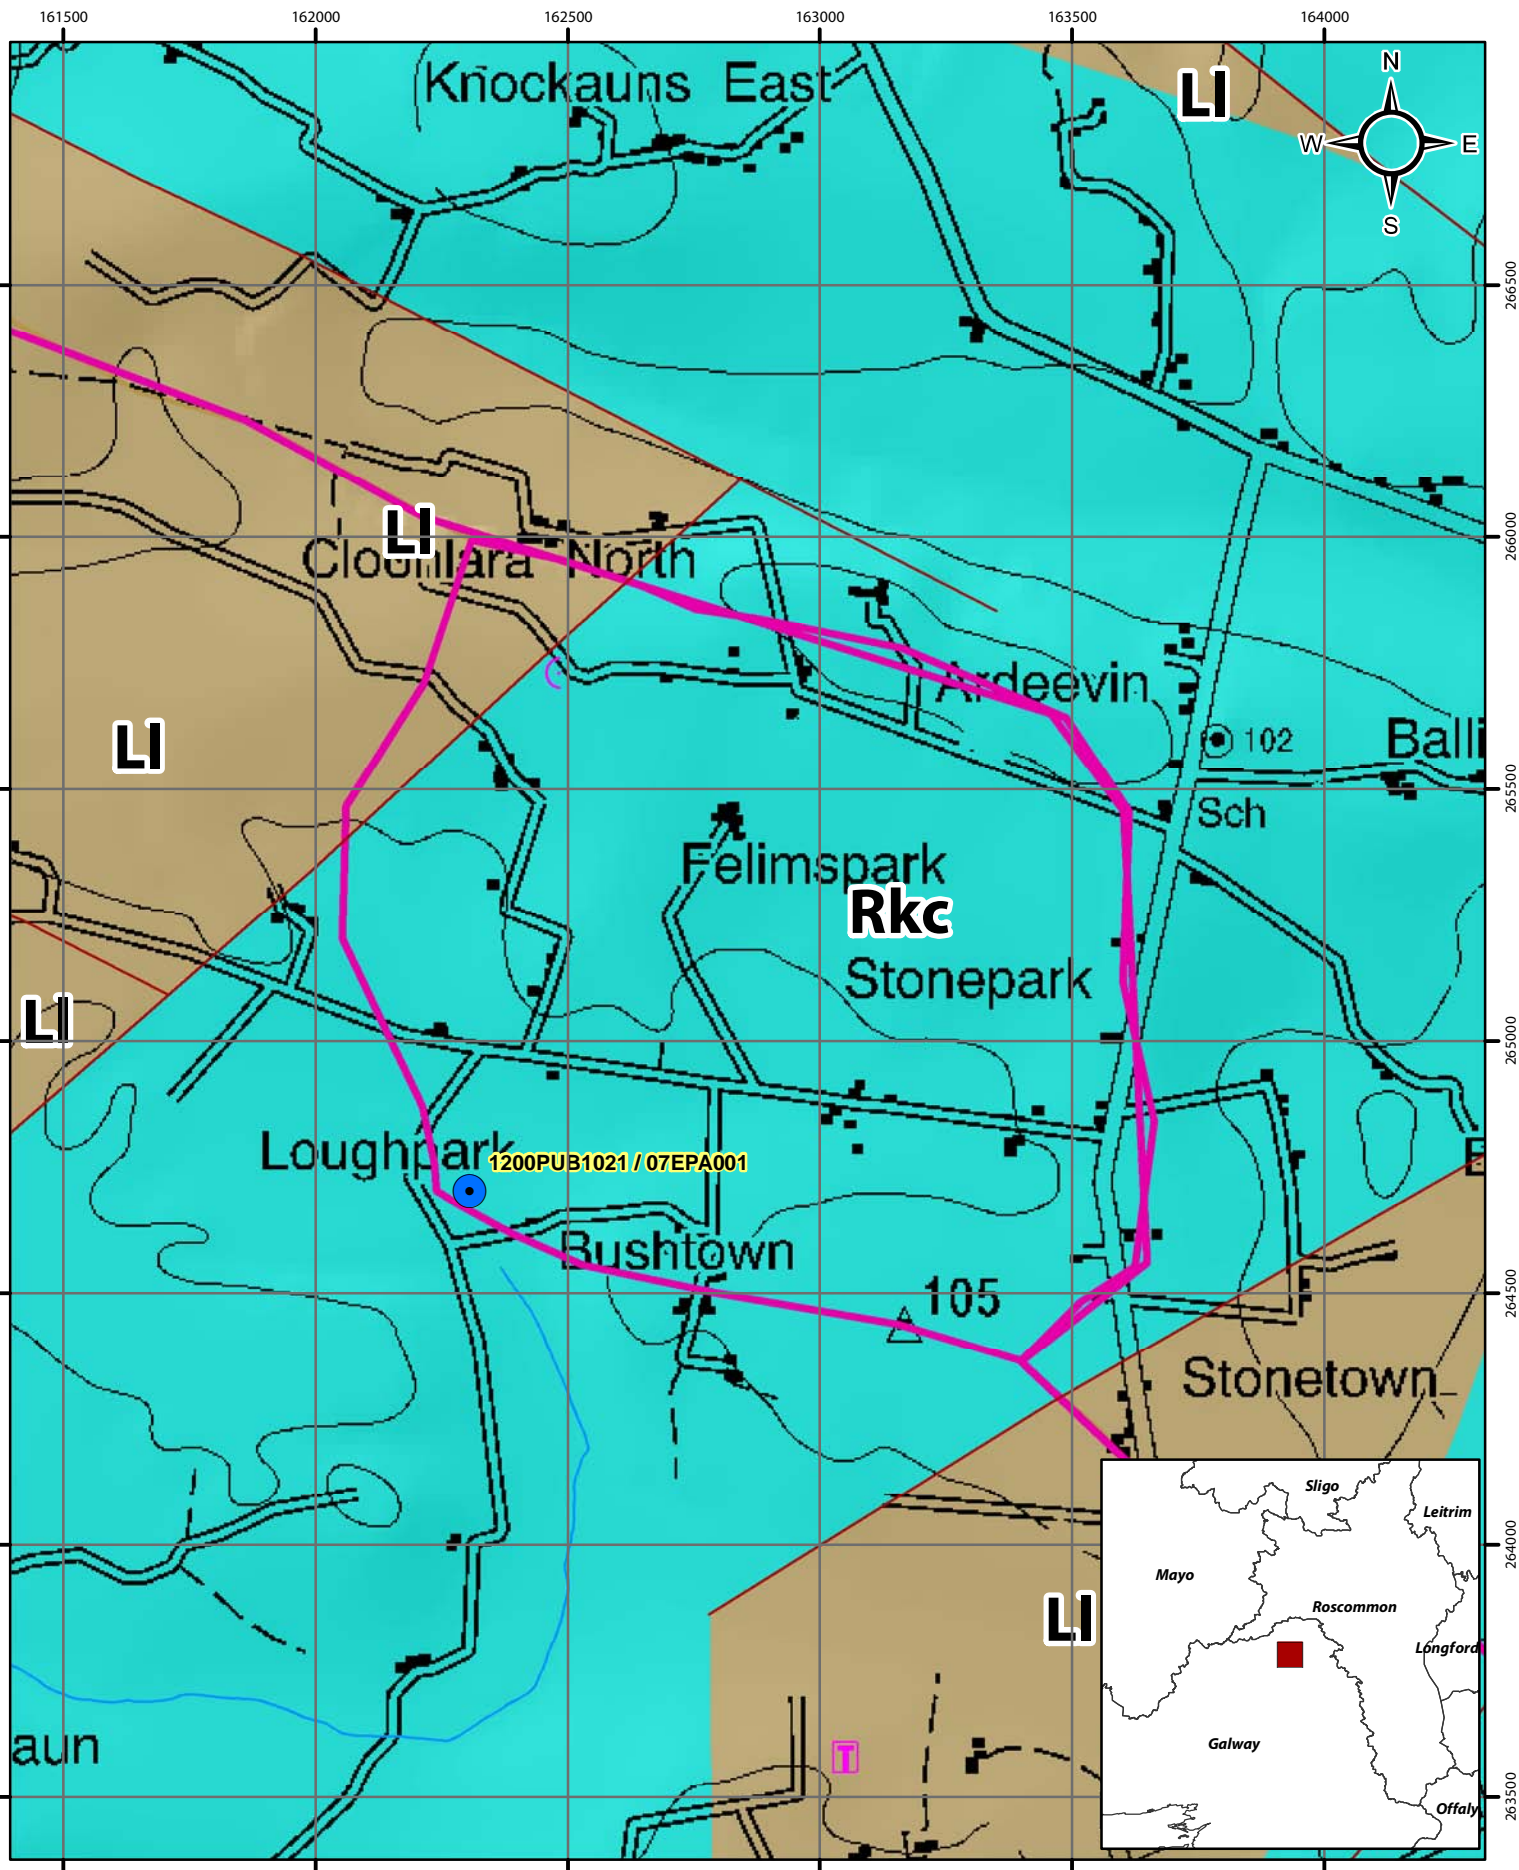 161500 162000 162500 163000 163500 164000
Knockauns East
Ll
N
W E
S
266500
Ll
266000
Cloonlara North
Ardeevin
Ll
102
Balli
265500
Sch
Felimspark
Rkc
Stonepark
Ll
265000
Loughpark
1200PUB1021 / 07EPA001
E
Bushtown
105
264500
Stonetown
Sligo
Leitrim
264000
Mayo
Roscommon
Ll
Longford
Galway
aun
T
263500
Offaly